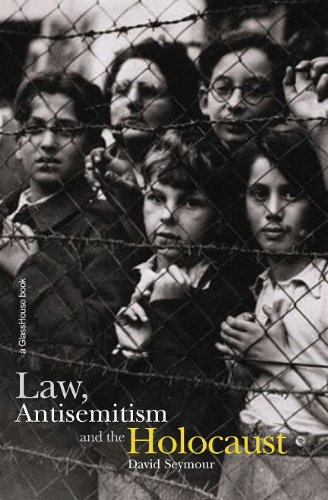 a GlassHouse book
Law,
Antisemitism
and the Holocaust
David Seymour